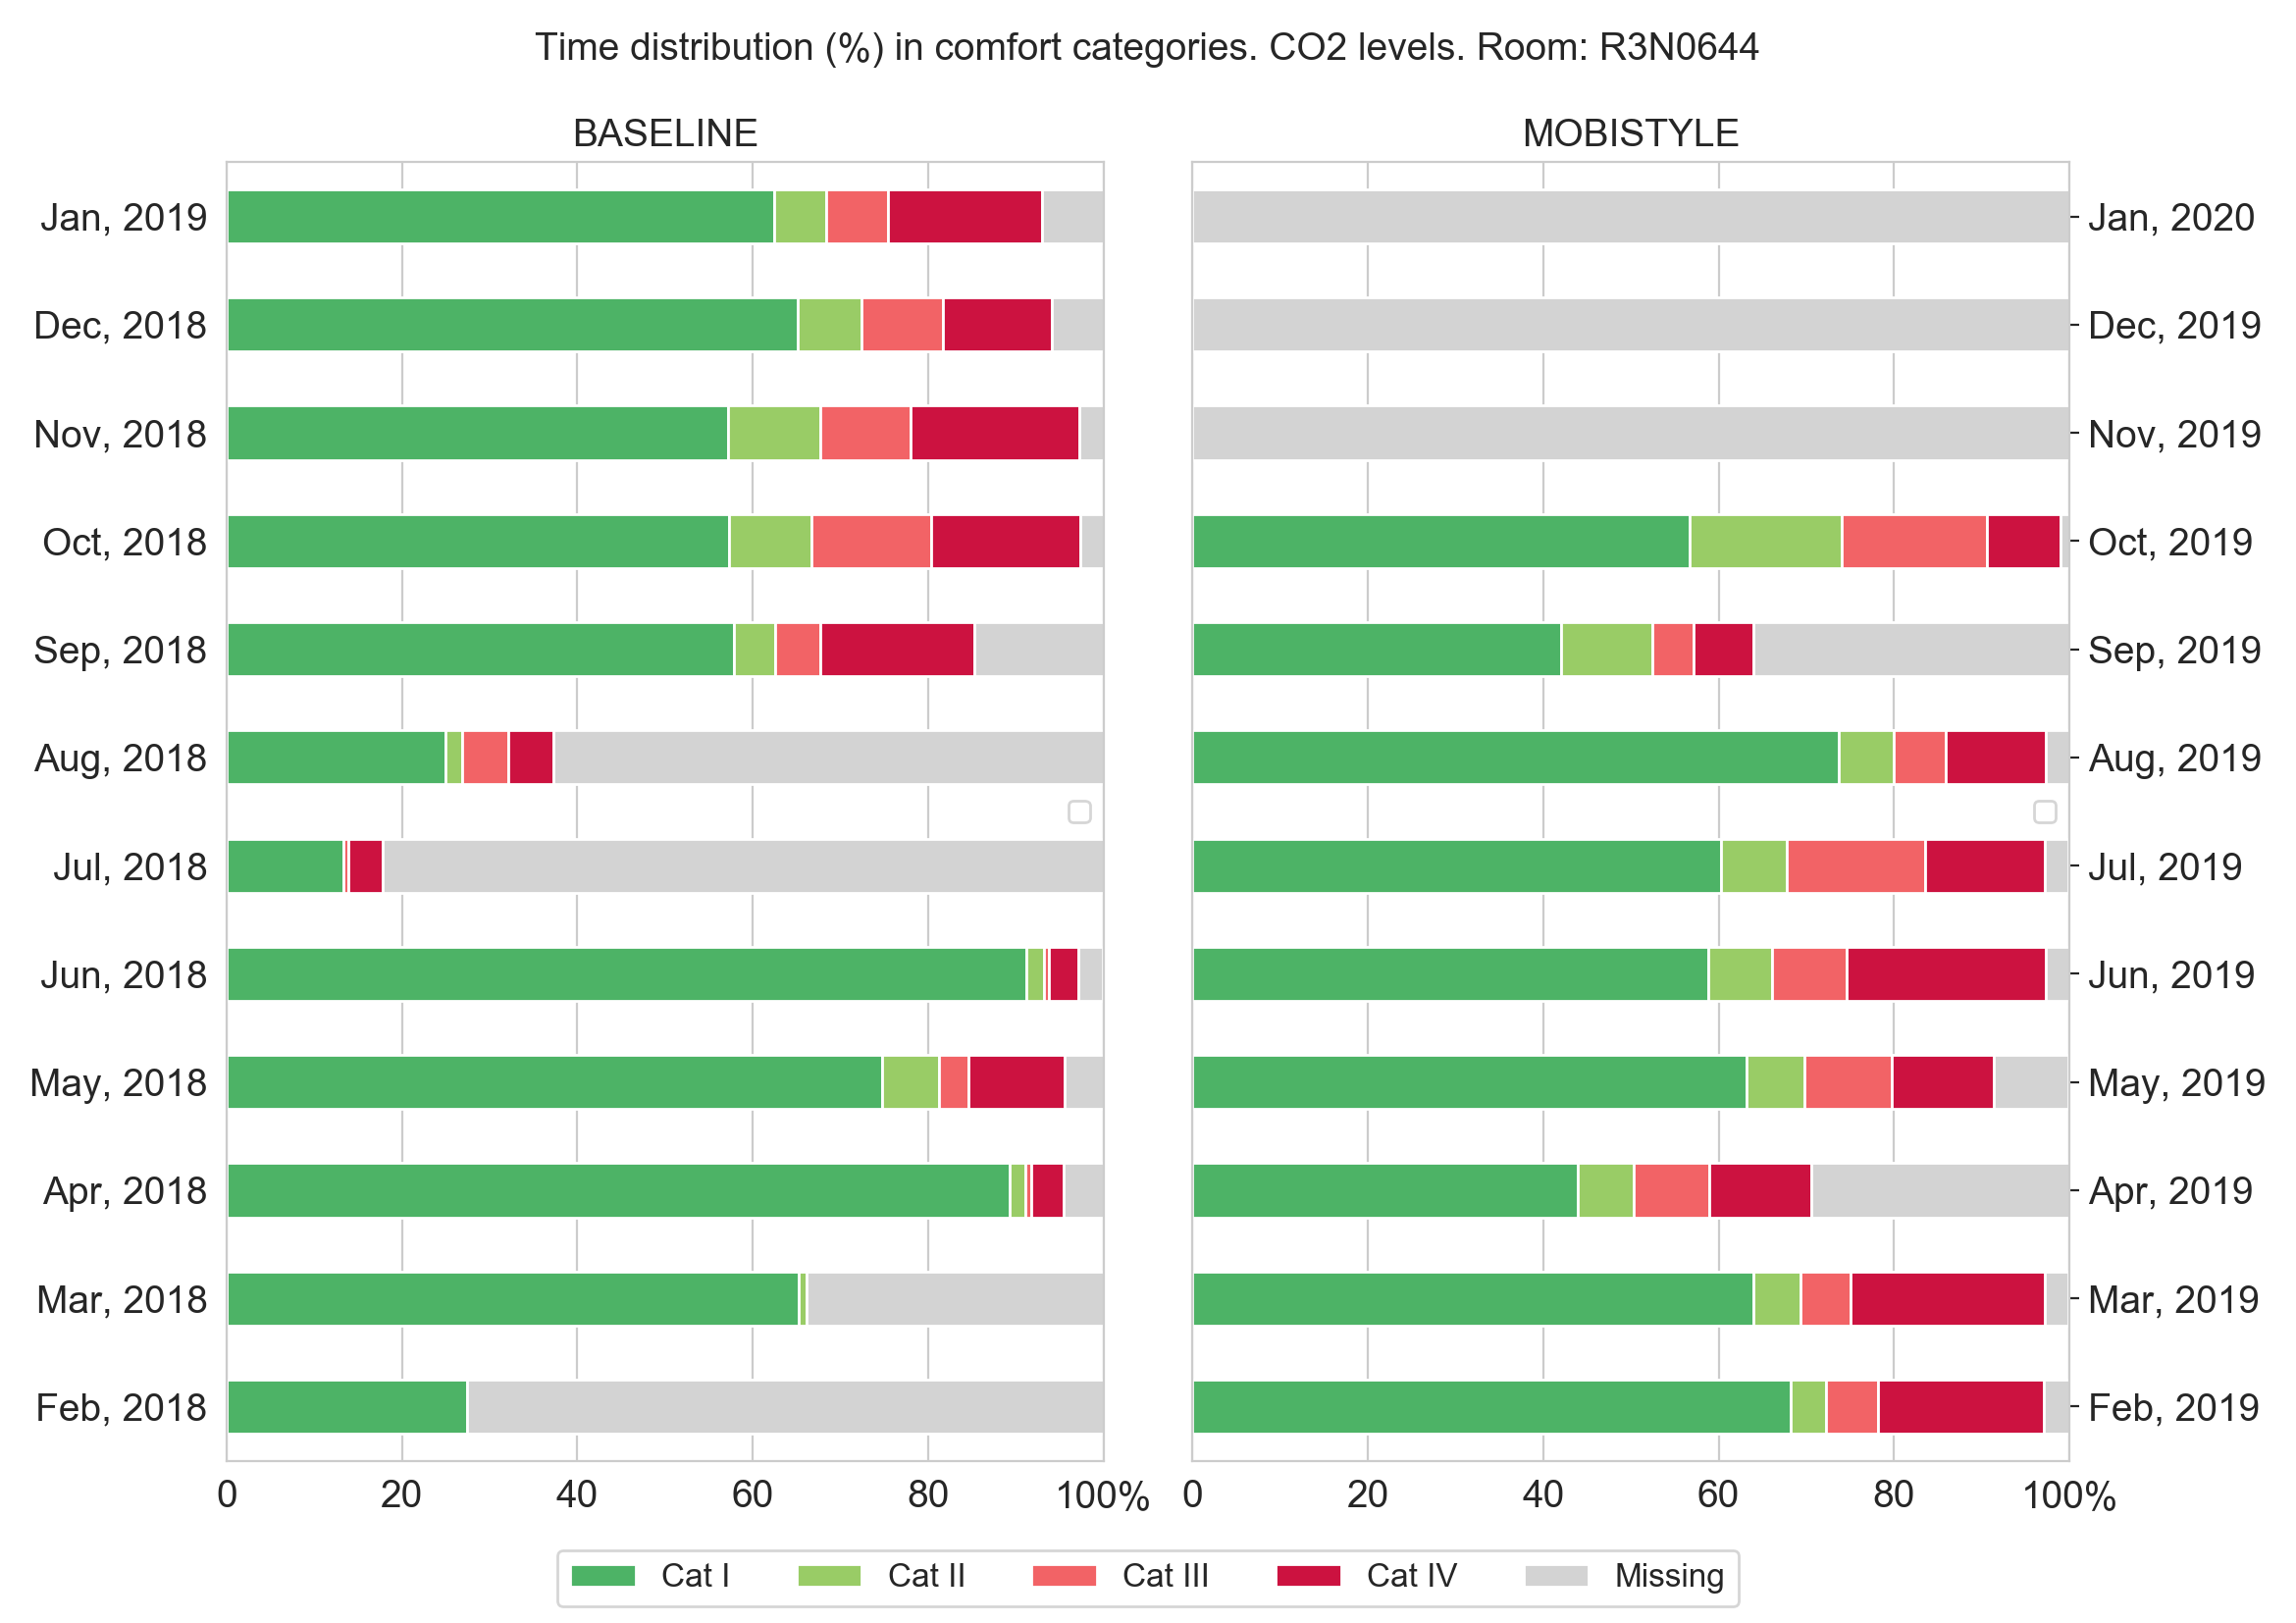 Time distribution (%) in comfort categories. CO2 levels. Room: R3N0644
BASELINE
Jan, 2019
Dec, 2018
Nov, 2018
Oct, 2018
Sep, 2018
Aug, 2018
Jul, 2018
Jun, 2018
May, 2018
Apr, 2018
Mar, 2018
Feb, 2018
0 20 40 60 80 100%
MOBISTYLE
Jan, 2020
Dec, 2019
Nov, 2019
Oct, 2019
Sep, 2019
Aug, 2019
Jul, 2019
Jun, 2019
May, 2019
Apr, 2019
Mar, 2019
Feb, 2019
0 20 40 60 80 100%
Cat I Cat II Cat III Cat IV Missing